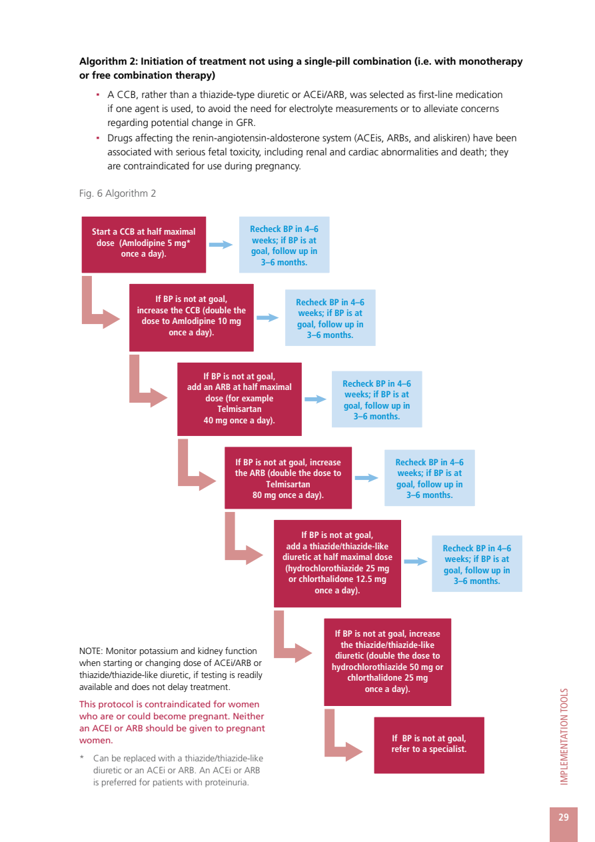 Algorithm 2: Initiation of treatment not using a single-pill combination (i.e. with monotherapy
or free combination therapy)
• A CCB, rather than a thiazide-type diuretic or ACEi/ARB, was selected as first-line medication
if one agent is used, to avoid the need for electrolyte measurements or to alleviate concerns
regarding potential change in GFR.
• Drugs affecting the renin-angiotensin-aldosterone system (ACEis, ARBs, and aliskiren) have been
associated with serious fetal toxicity, including renal and cardiac abnormalities and death; they
are contraindicated for use during pregnancy.
Fig. 6 Algorithm 2
Start a CCB at half maximal
dose (Amlodipine 5 mg*
once a day).
Recheck BP in 4–6
weeks; if BP is at
goal, follow up in
3–6 months.
If BP is not at goal,
increase the CCB (double the
dose to Amlodipine 10 mg
once a day).
Recheck BP in 4–6
weeks; if BP is at
goal, follow up in
3–6 months.
If BP is not at goal,
add an ARB at half maximal
dose (for example
Telmisartan
40 mg once a day).
Recheck BP in 4–6
weeks; if BP is at
goal, follow up in
3–6 months.
If BP is not at goal, increase
the ARB (double the dose to
Telmisartan
80 mg once a day).
Recheck BP in 4–6
weeks; if BP is at
goal, follow up in
3–6 months.
If BP is not at goal,
add a thiazide/thiazide-like
diuretic at half maximal dose
(hydrochlorothiazide 25 mg
or chlorthalidone 12.5 mg
once a day).
Recheck BP in 4–6
weeks; if BP is at
goal, follow up in
3–6 months.
If BP is not at goal, increase
the thiazide/thiazide-like
diuretic (double the dose to
hydrochlorothiazide 50 mg or
chlorthalidone 25 mg
once a day).
If BP is not at goal,
refer to a specialist.
NOTE: Monitor potassium and kidney function
when starting or changing dose of ACEi/ARB or
thiazide/thiazide-like diuretic, if testing is readily
available and does not delay treatment.
This protocol is contraindicated for women
who are or could become pregnant. Neither
an ACEI or ARB should be given to pregnant
women.
* Can be replaced with a thiazide/thiazide-like
diuretic or an ACEi or ARB. An ACEi or ARB
is preferred for patients with proteinuria.
IMPLEMENTATION TOOLS
29